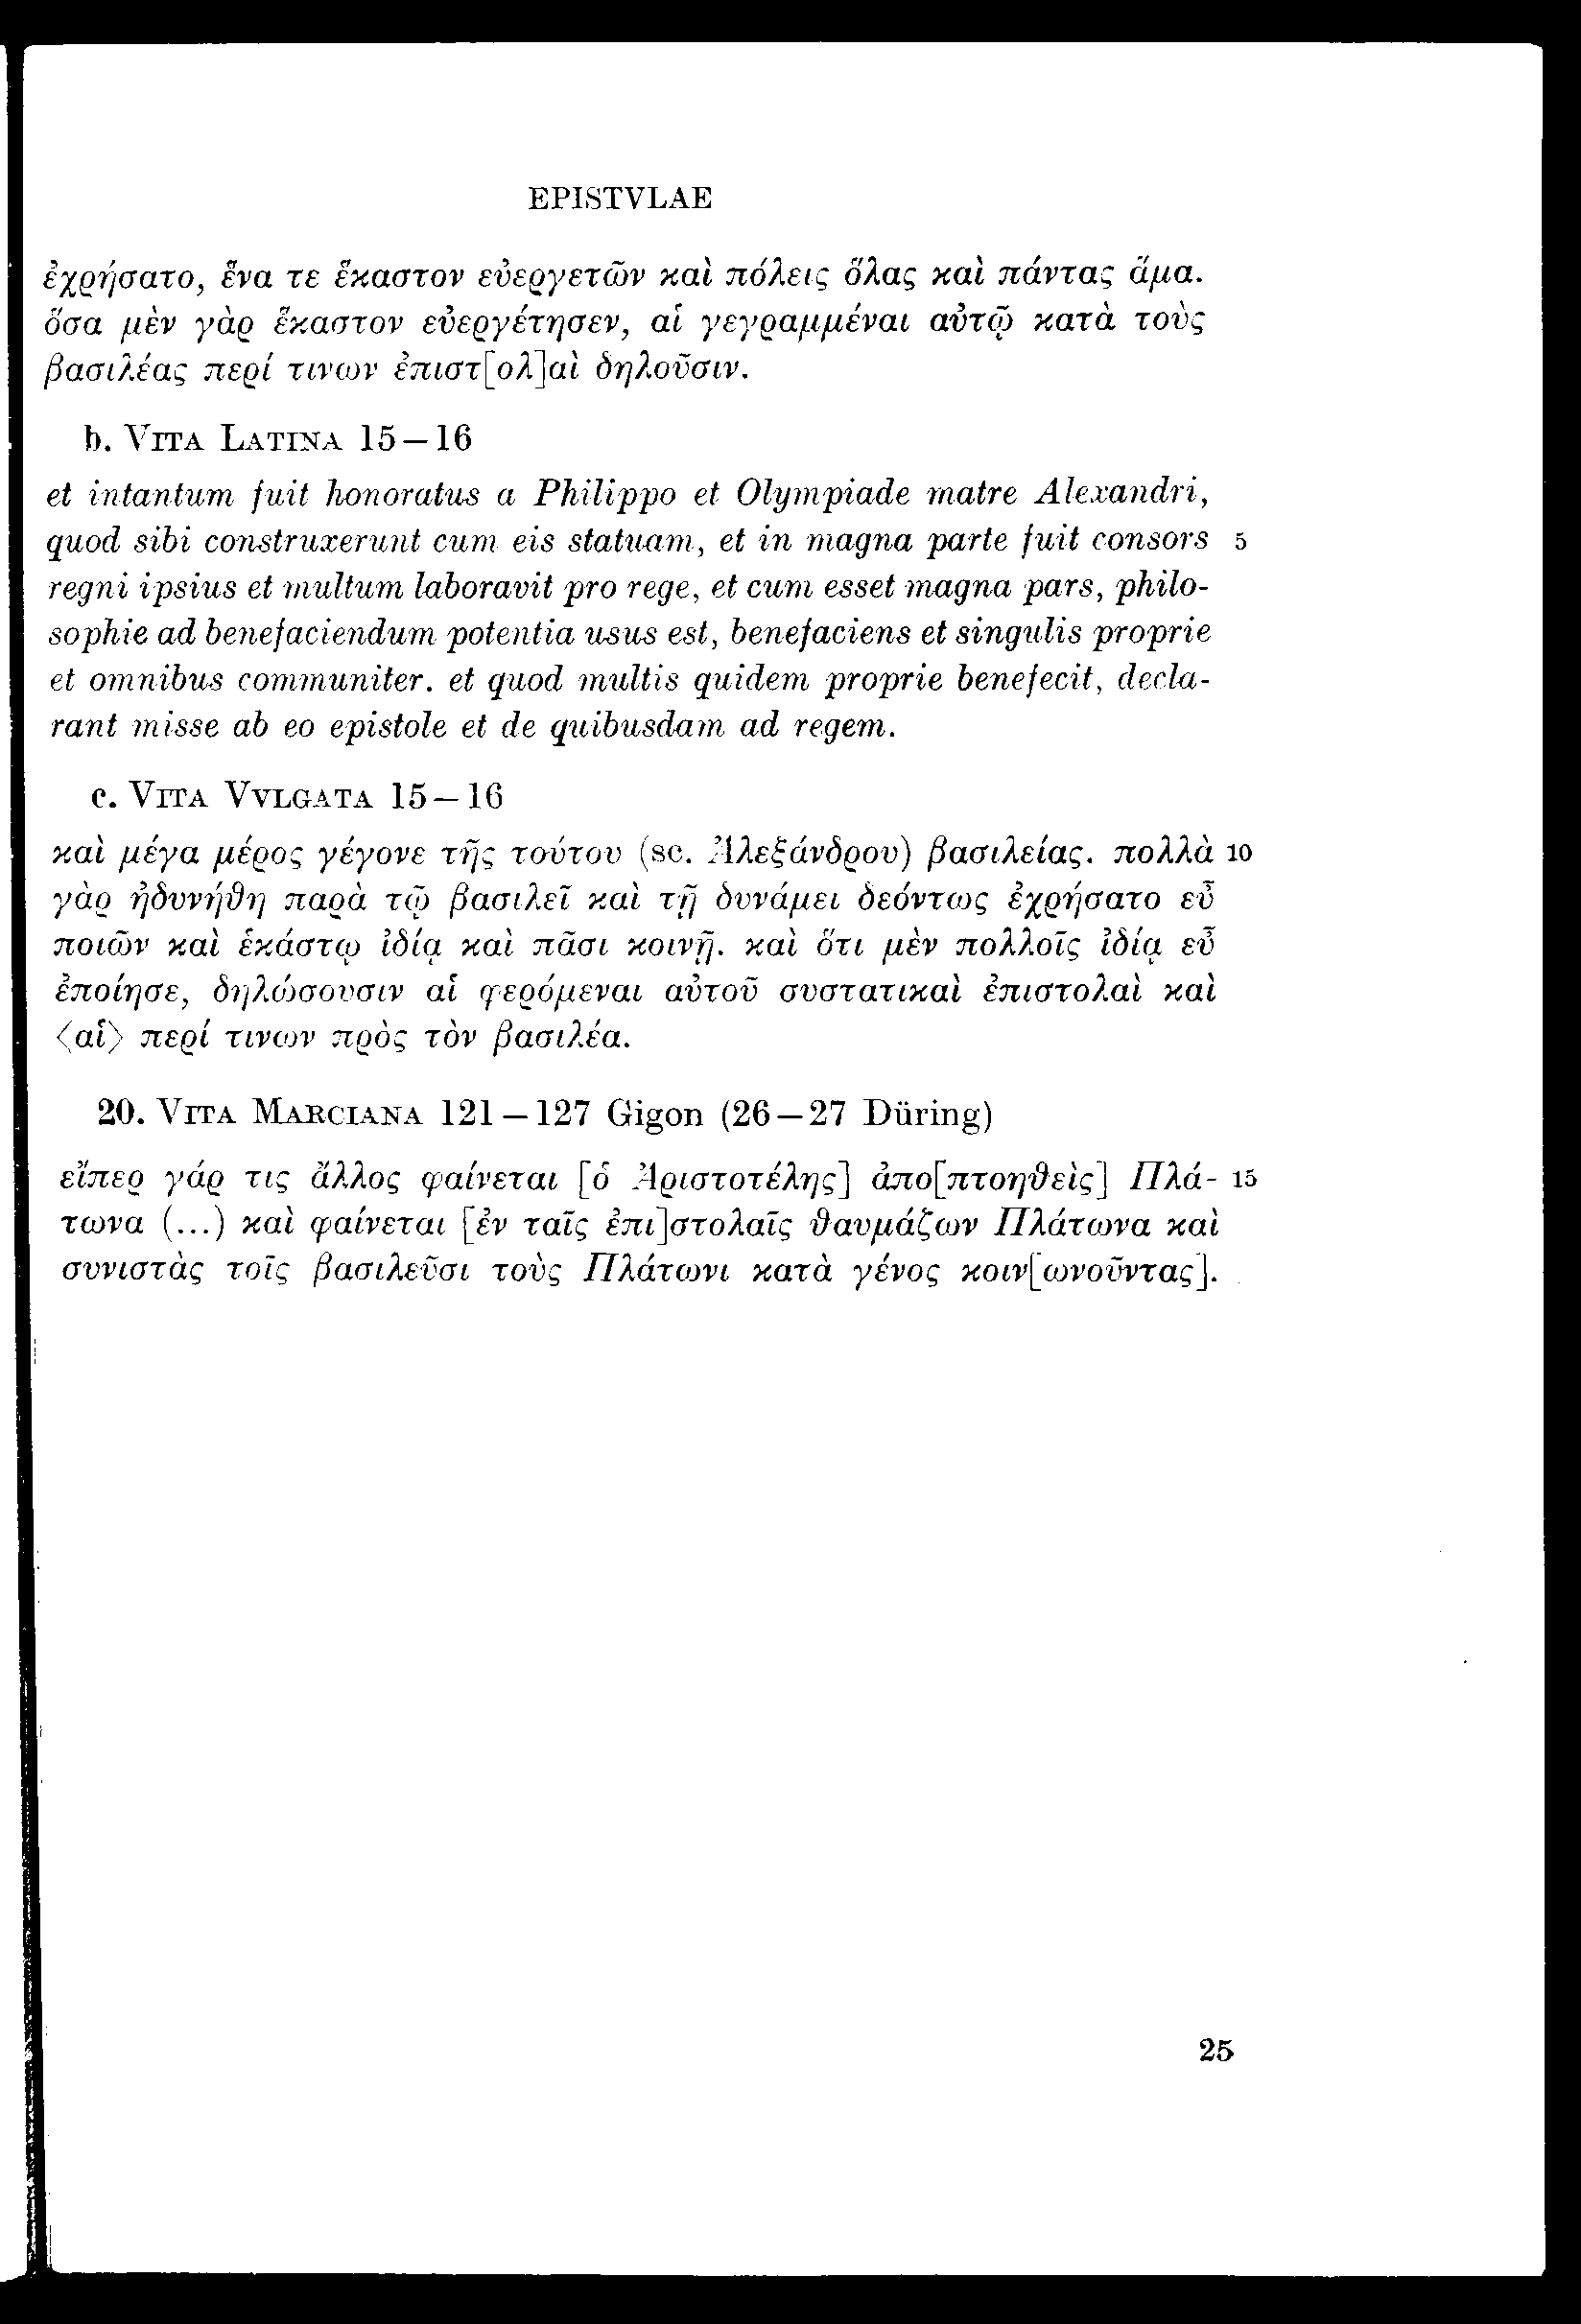 EPISTVLAE
ἐχρήσατο, ἕνα τε ἕκαστον εὐεργετῶν καὶ πόλεις ὅλας καὶ πάντας ἅμα.
ὅσα μὲν γὰρ ἕκαστον εὐεργέτησεν, αἱ γεγραμμέναι αὐτῷ κατὰ τοὺς
βασιλέας περί τινων ἐπιστ[ολ]αὶ δηλοῦσιν.
b. VITA LATINA 15–16
et intantum fuit honoratus a Philippo et Olympiade matre Alexandri,
quod sibi construxerunt cum eis statuam, et in magna parte fuit consors 5
regni ipsius et multum laboravit pro rege, et cum esset magna pars, philo-
sophie ad benefaciendum potentia usus est, benefaciens et singulis proprie
et omnibus communiter. et quod multis quidem proprie benefecit, decla-
rant misse ab eo epistole et de quibusdam ad regem.
c. VITA VVLGATA 15–16
καὶ μέγα μέρος γέγονε τῆς τούτου (sc. Ἀλεξάνδρου) βασιλείας. πολλὰ 10
γὰρ ἠδυνήθη παρὰ τῷ βασιλεῖ καὶ τῇ δυνάμει δεόντως ἐχρήσατο εὖ
ποιῶν καὶ ἑκάστῳ ἰδίᾳ καὶ πᾶσι κοινῇ. καὶ ὅτι μὲν πολλοῖς ἰδίᾳ εὖ
ἐποίησε, δηλώσουσιν αἱ φερόμεναι αὐτοῦ συστατικαὶ ἐπιστολαὶ καὶ
⟨αἱ⟩ περί τινων πρὸς τὸν βασιλέα.
20. VITA MARCIANA 121–127 Gigon (26–27 Düring)
εἴπερ γάρ τις ἄλλος φαίνεται [ὁ Ἀριστοτέλης] ἀπο[πτοηθεὶς] Πλά- 15
τωνα (...) καὶ φαίνεται [ἐν ταῖς ἐπι]στολαῖς θαυμάζων Πλάτωνα καὶ
συνιστὰς τοῖς βασιλεῦσι τοὺς Πλάτωνι κατὰ γένος κοιν[ωνοῦντας].
25